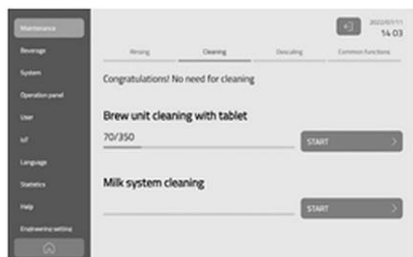 Maintenance
2022/07/11
14 03
Beverage
Rinsing
Cleaning
Descaling
Common functions
System
Congratulations! No need for cleaning
Operation panel
User
Brew unit cleaning with tablet
70/350
START
IoT
Language
Milk system cleaning
Statistics
START
Help
Engineering setting